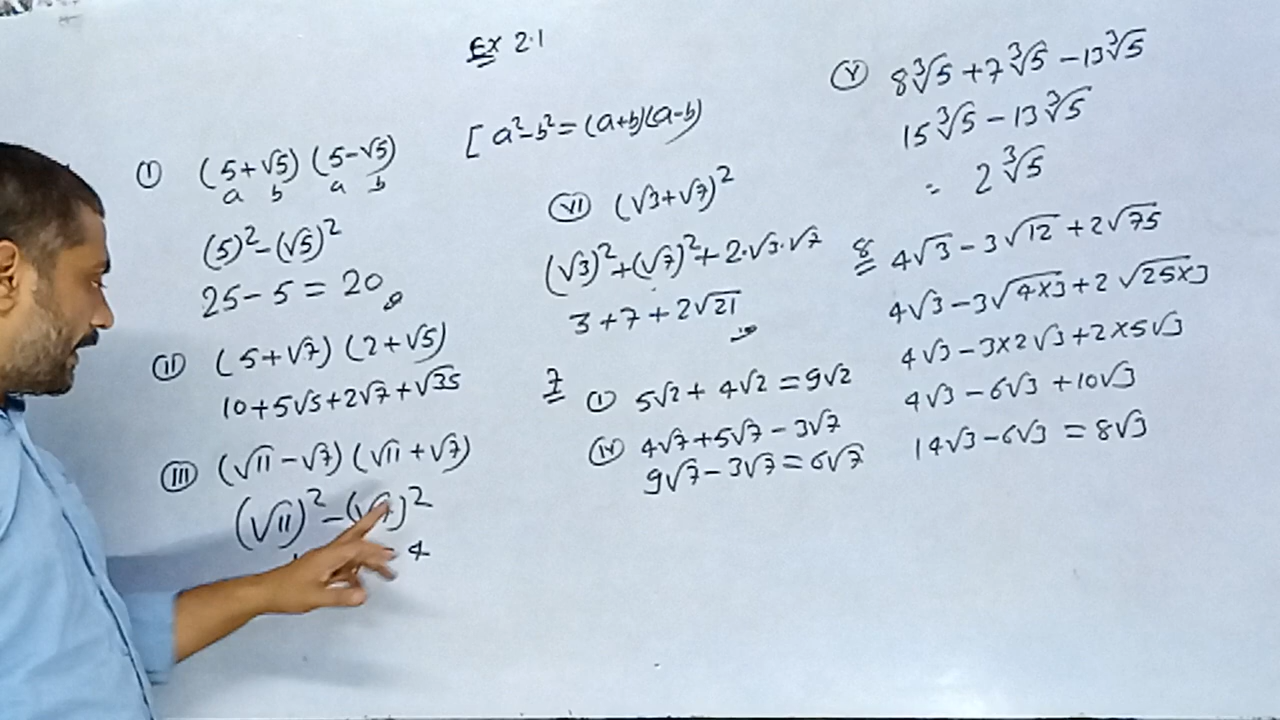 Ex 2.1
[ a²-b² = (a+b)(a-b)
(I) (5+√5) (5-√5)
a b a b
(5)² - (√5)²
25 - 5 = 20
(II) (5+√7) (2+√5)
10+5√5+2√7+√35
(III) (√11 - √7) (√11 + √7)
(√11)² - (√7)²
4
(VI) (√3+√7)²
(√3)²+(√7)²+2.√3.√7
3+7+2√21
7
(I) 5√2 + 4√2 = 9√2
(IV) 4√7+5√7-3√7
9√7-3√7=6√7
(V) 8∛5 + 7∛5 - 13∛5
15∛5 - 13∛5
= 2∛5
8 4√3 - 3√12 + 2√75
4√3 - 3√4×3 + 2√25×3
4√3 - 3×2√3 + 2×5√3
4√3 - 6√3 + 10√3
14√3 - 6√3 = 8√3